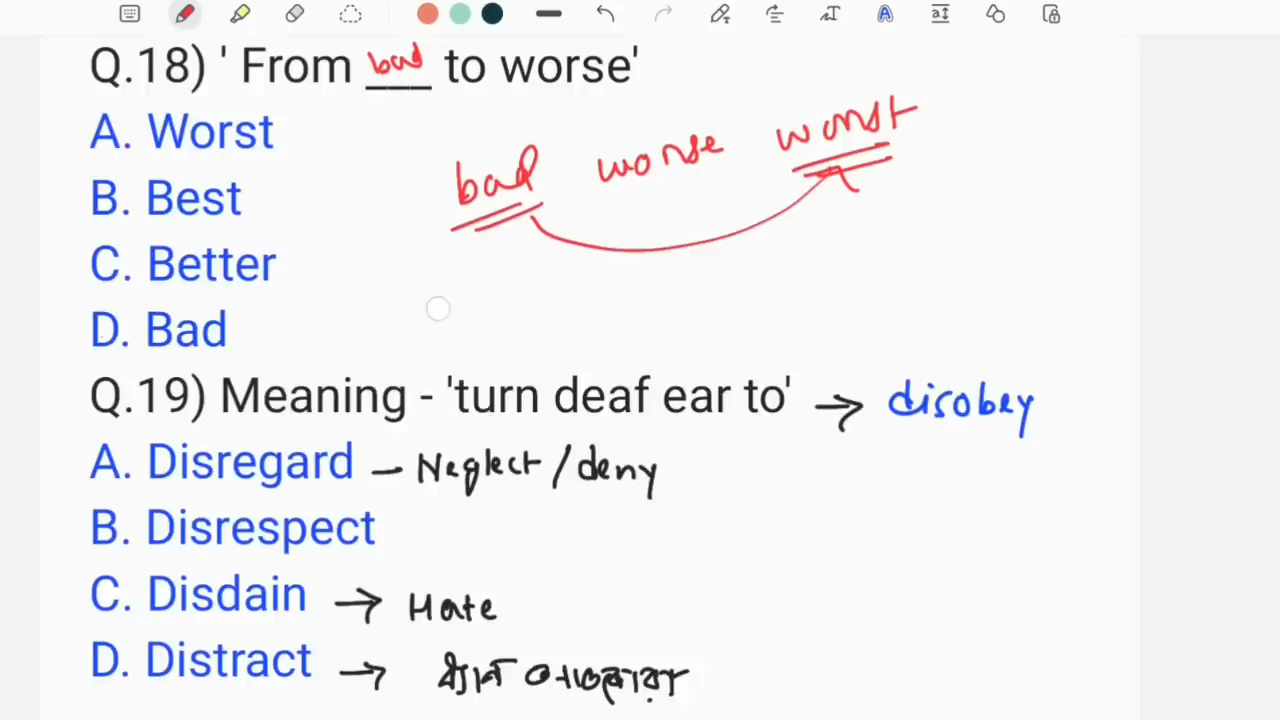 Q.18) ' From bad to worse'
A. Worst
bad worse worst
B. Best
C. Better
D. Bad
Q.19) Meaning - 'turn deaf ear to' → disobey
A. Disregard – Neglect/deny
B. Disrespect
C. Disdain → Hate
D. Distract →